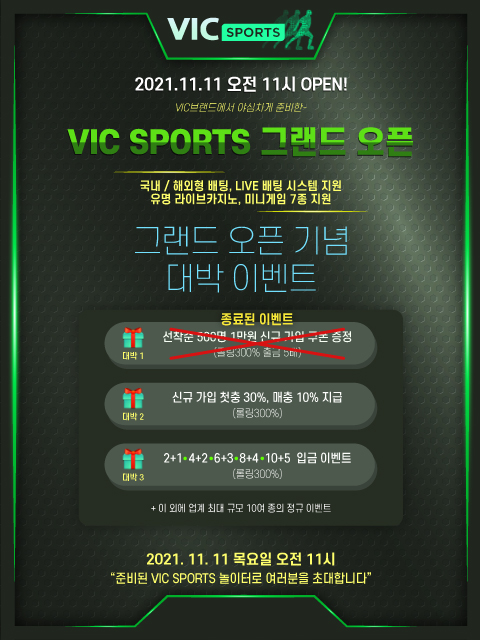 VIC SPORTS
2021.11.11 오전 11시 OPEN!
VIC브랜드에서 야심차게 준비한~
VIC SPORTS 그랜드 오픈
국내 / 해외형 배팅, LIVE 배팅 시스템 지원
유명 라이브카지노, 미니게임 7종 지원
그랜드 오픈 기념
대박 이벤트
종료된 이벤트
대박 1
선착순 500명 1만원 신규 가입 쿠폰 증정
(롤링300% 출금 5배)
대박 2
신규 가입 첫충 30%, 매충 10% 지급
(롤링300%)
대박 3
2+1•4+2•6+3•8+4•10+5 입금 이벤트
(롤링300%)
+ 이 외에 업계 최대 규모 10여 종의 정규 이벤트
2021. 11. 11 목요일 오전 11시
“준비된 VIC SPORTS 놀이터로 여러분을 초대합니다”